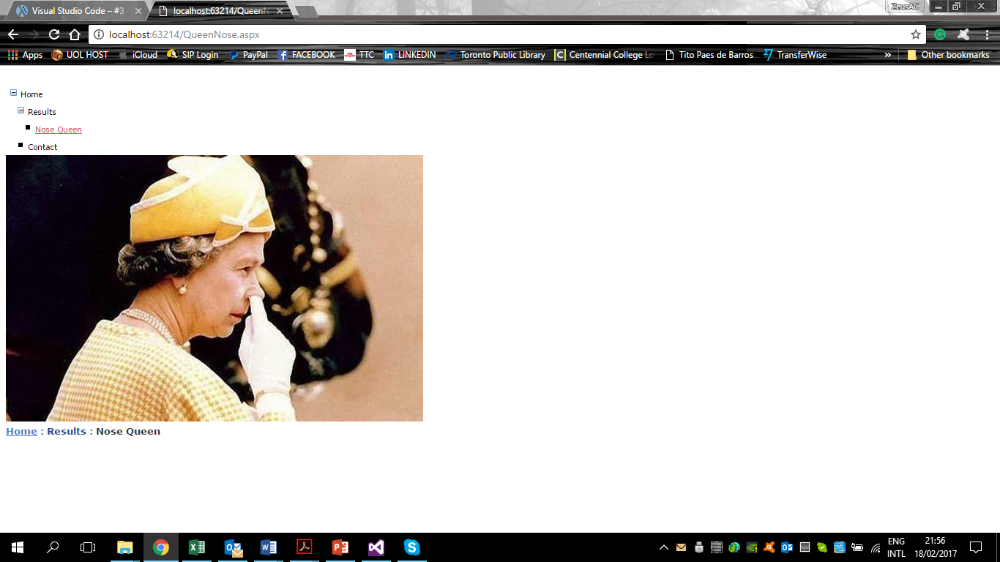 Visual Studio Code – #3
localhost:63214/QueenN
ZeusAC
localhost:63214/QueenNose.aspx
Apps UOL HOST iCloud SIP Login PayPal FACEBOOK TTC LINKEDIN Toronto Public Library Centennial College Lo Tito Paes de Barros TransferWise » Other bookmarks
Home
Results
Nose Queen
Contact
Home : Results : Nose Queen
ENG 21:56
INTL 18/02/2017